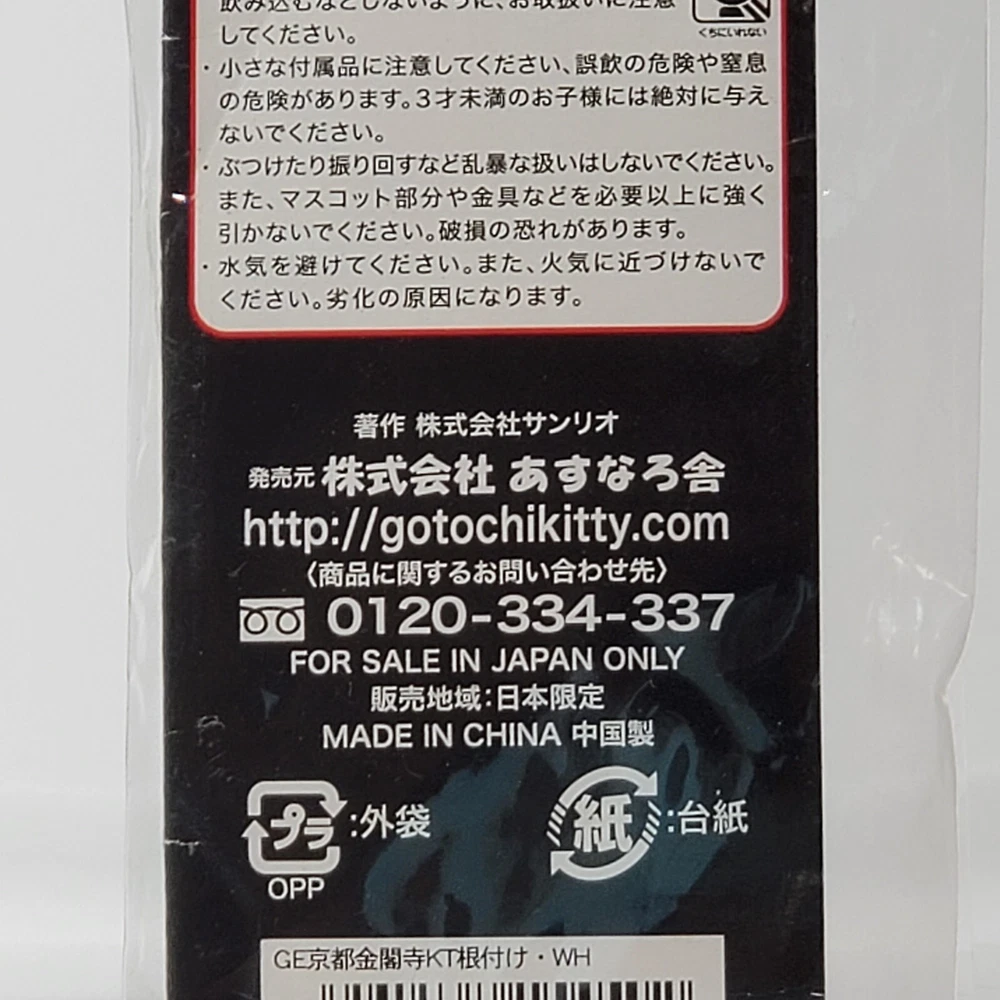 飲み込むなどしないように、お取扱いに注意
してください。
くちにいれない
・小さな付属品に注意してください、誤飲の危険や窒息
の危険があります。3才未満のお子様には絶対に与え
ないでください。
・ぶつけたり振り回すなど乱暴な扱いはしないでください。
また、マスコット部分や金具などを必要以上に強く
引かないでください。破損の恐れがあります。
・水気を避けてください。また、火気に近づけないで
ください。劣化の原因になります。
著作 株式会社サンリオ
発売元 株式会社 あすなろ舎
http://gotochikitty.com
〈商品に関するお問い合わせ先〉
0120-334-337
FOR SALE IN JAPAN ONLY
販売地域:日本限定
MADE IN CHINA 中国製
プラ:外袋
OPP
紙:台紙
GE京都金閣寺KT根付け・WH